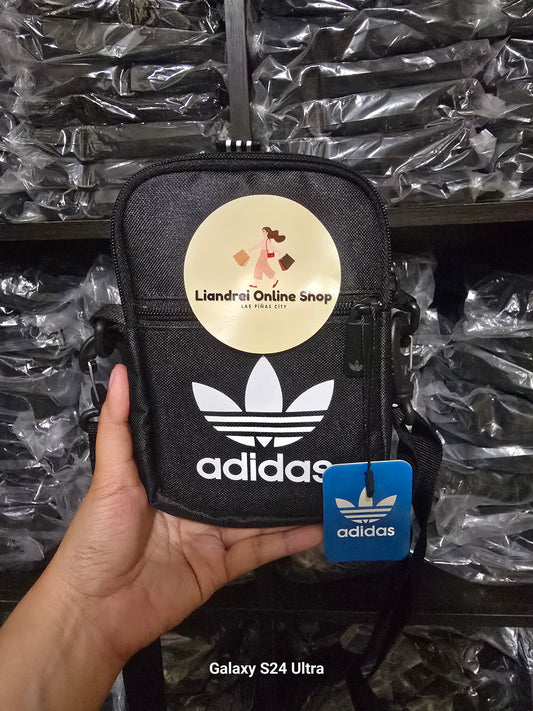 Liandrei Online Shop
LAS PIÑAS CITY
adidas
adidas
Galaxy S24 Ultra